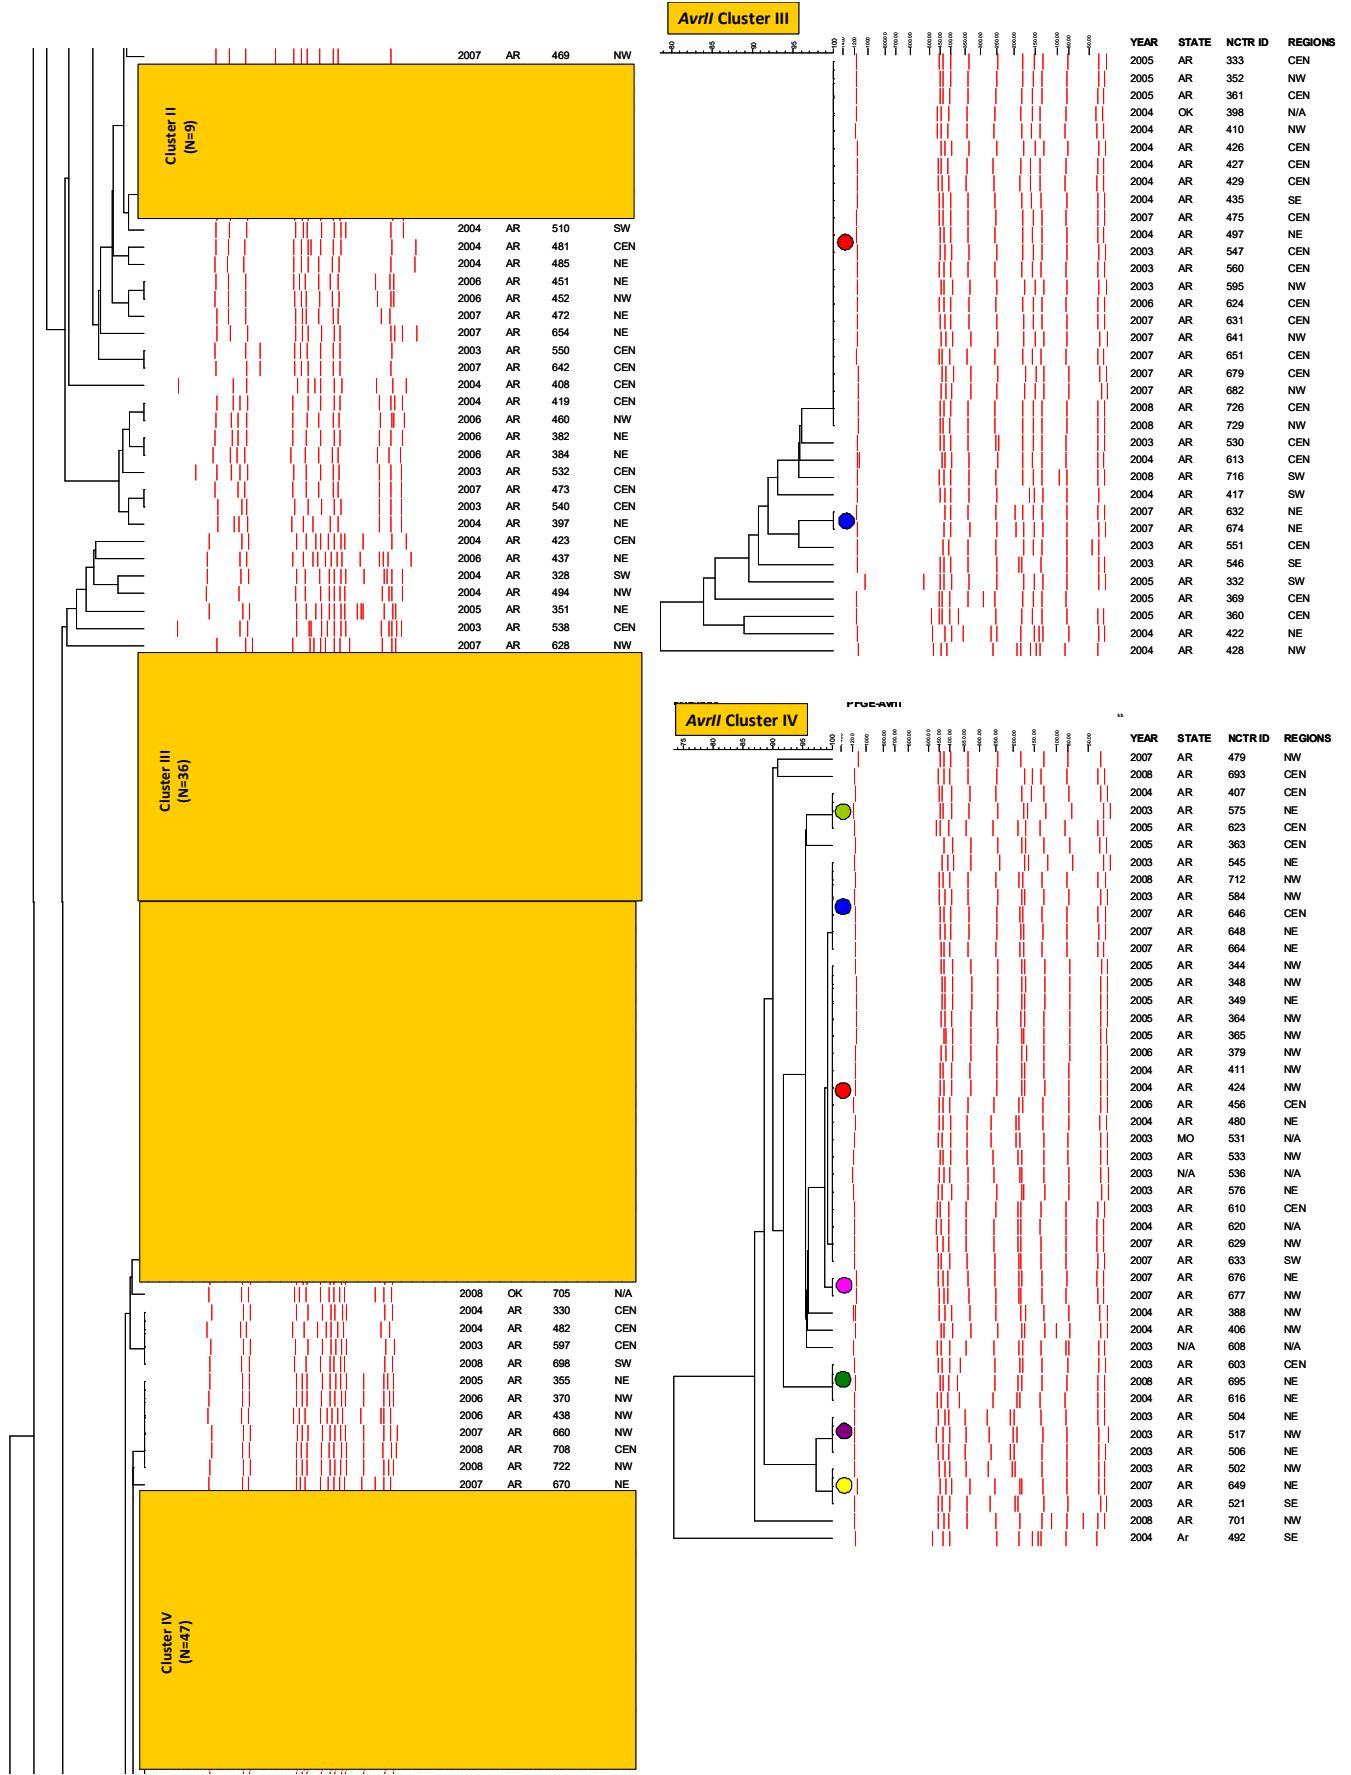 2007 AR 469 NW
Cluster II
(N=9)
2004 AR 510 SW
2004 AR 481 CEN
2004 AR 485 NE
2006 AR 451 NE
2006 AR 452 NW
2007 AR 472 NE
2007 AR 654 NE
2003 AR 550 CEN
2007 AR 642 CEN
2004 AR 408 CEN
2004 AR 419 CEN
2006 AR 460 NW
2006 AR 382 NE
2006 AR 384 NE
2003 AR 532 CEN
2007 AR 473 CEN
2003 AR 540 CEN
2004 AR 397 NE
2004 AR 423 CEN
2006 AR 437 NE
2004 AR 328 SW
2004 AR 494 NW
2005 AR 351 NE
2003 AR 538 CEN
2007 AR 628 NW
Cluster III
(N=36)
2008 OK 705 N/A
2004 AR 330 CEN
2004 AR 482 CEN
2003 AR 597 CEN
2008 AR 698 SW
2005 AR 355 NE
2006 AR 370 NW
2006 AR 438 NW
2007 AR 660 NW
2008 AR 708 CEN
2008 AR 722 NW
2007 AR 670 NE
Cluster IV
(N=47)
AvrII Cluster III
80 85 90 95 100
YEAR STATE NCTR ID REGIONS
2005 AR 333 CEN
2005 AR 352 NW
2005 AR 361 CEN
2004 OK 398 N/A
2004 AR 410 NW
2004 AR 426 CEN
2004 AR 427 CEN
2004 AR 429 CEN
2004 AR 435 SE
2007 AR 475 CEN
2004 AR 497 NE
2003 AR 547 CEN
2003 AR 560 CEN
2003 AR 595 NW
2006 AR 624 CEN
2007 AR 631 CEN
2007 AR 641 NW
2007 AR 651 CEN
2007 AR 679 CEN
2007 AR 682 NW
2008 AR 726 CEN
2008 AR 729 NW
2003 AR 530 CEN
2004 AR 613 CEN
2008 AR 716 SW
2004 AR 417 SW
2007 AR 632 NE
2007 AR 674 NE
2003 AR 551 CEN
2003 AR 546 SE
2005 AR 332 SW
2005 AR 369 CEN
2005 AR 360 CEN
2004 AR 422 NE
2004 AR 428 NW
AvrII Cluster IV
75 80 85 90 95 100
YEAR STATE NCTR ID REGIONS
2007 AR 479 NW
2008 AR 693 CEN
2004 AR 407 CEN
2003 AR 575 NE
2005 AR 623 CEN
2005 AR 363 CEN
2003 AR 545 NE
2008 AR 712 NW
2003 AR 584 NW
2007 AR 646 CEN
2007 AR 648 NE
2007 AR 664 NE
2005 AR 344 NW
2005 AR 348 NW
2005 AR 349 NE
2005 AR 364 NW
2005 AR 365 NW
2006 AR 379 NW
2004 AR 411 NW
2004 AR 424 NW
2006 AR 456 CEN
2004 AR 480 NE
2003 MO 531 N/A
2003 AR 533 NW
2003 N/A 536 N/A
2003 AR 576 NE
2003 AR 610 CEN
2004 AR 620 N/A
2007 AR 629 NW
2007 AR 633 SW
2007 AR 676 NE
2007 AR 677 NW
2004 AR 388 NW
2004 AR 406 NW
2003 N/A 608 N/A
2003 AR 603 CEN
2008 AR 695 NE
2004 AR 616 NE
2003 AR 504 NE
2003 AR 517 NW
2003 AR 506 NE
2003 AR 502 NW
2007 AR 649 NE
2003 AR 521 SE
2008 AR 701 NW
2004 Ar 492 SE